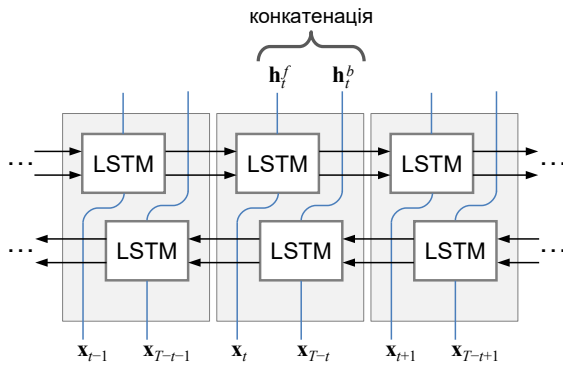 конкатенація
h_t^f h_t^b
LSTM LSTM LSTM
... ...
LSTM LSTM LSTM
... ...
x_{t−1} x_{T−t−1} x_t x_{T−t} x_{t+1} x_{T−t+1}